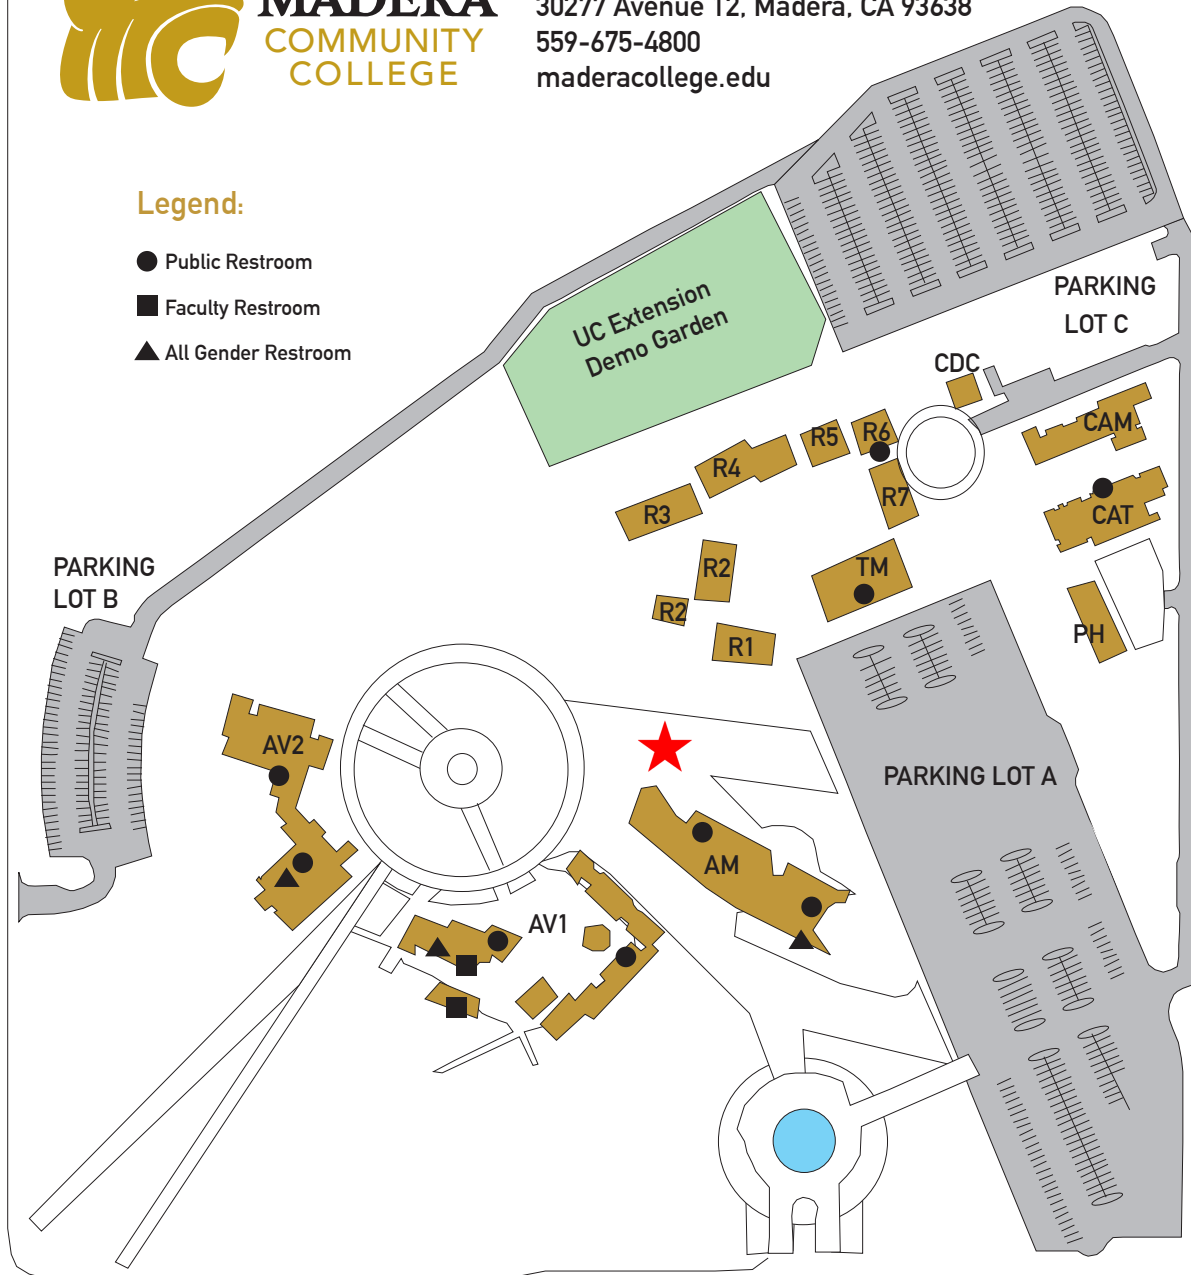 MADERA
COMMUNITY
COLLEGE
30277 Avenue 12, Madera, CA 93638
559-675-4800
maderacollege.edu
Legend:
Public Restroom
Faculty Restroom
All Gender Restroom
UC Extension
Demo Garden
PARKING
LOT C
CDC
CAM
R6
R5
R4
R7
R3
CAT
PARKING
LOT B
R2
TM
R2
R1
PH
AV2
PARKING LOT A
AM
AV1